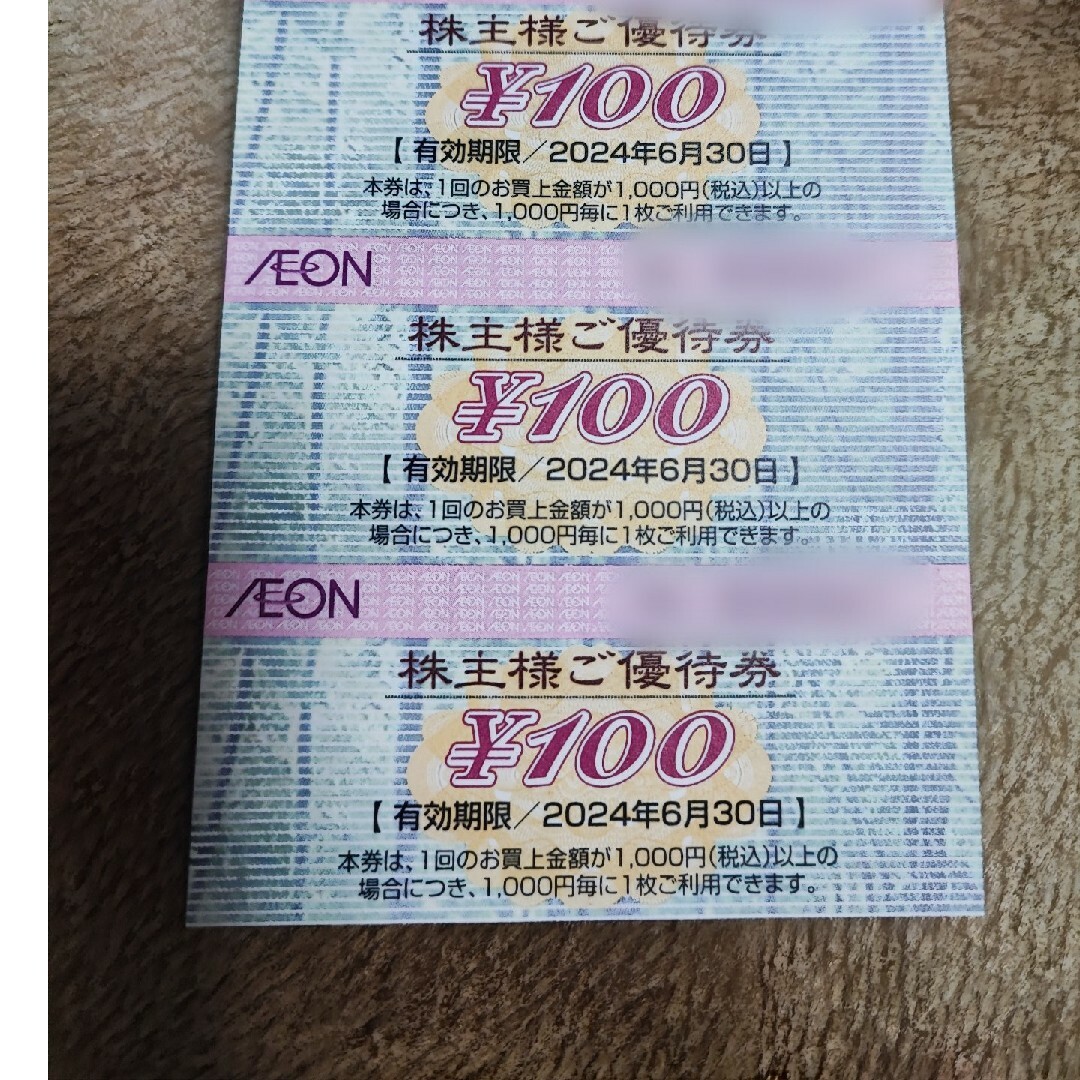 株主様ご優待券
¥100
【有効期限／2024年6月30日】
本券は、1回のお買上金額が1,000円(税込)以上の
場合につき、1,000円毎に1枚ご利用できます。
ÆON
株主様ご優待券
¥100
【有効期限／2024年6月30日】
本券は、1回のお買上金額が1,000円(税込)以上の
場合につき、1,000円毎に1枚ご利用できます。
ÆON
株主様ご優待券
¥100
【有効期限／2024年6月30日】
本券は、1回のお買上金額が1,000円(税込)以上の
場合につき、1,000円毎に1枚ご利用できます。